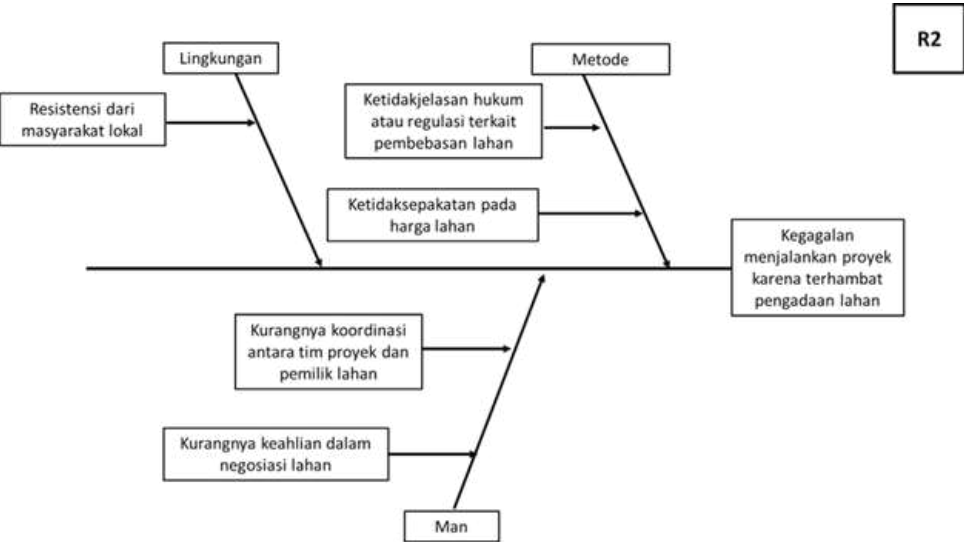 R2
Lingkungan
Metode
Resistensi dari
masyarakat lokal
Ketidakjelasan hukum
atau regulasi terkait
pembebasan lahan
Ketidaksepakatan pada
harga lahan
Kegagalan
menjalankan proyek
karena terhambat
pengadaan lahan
Kurangnya koordinasi
antara tim proyek dan
pemilik lahan
Kurangnya keahlian dalam
negosiasi lahan
Man